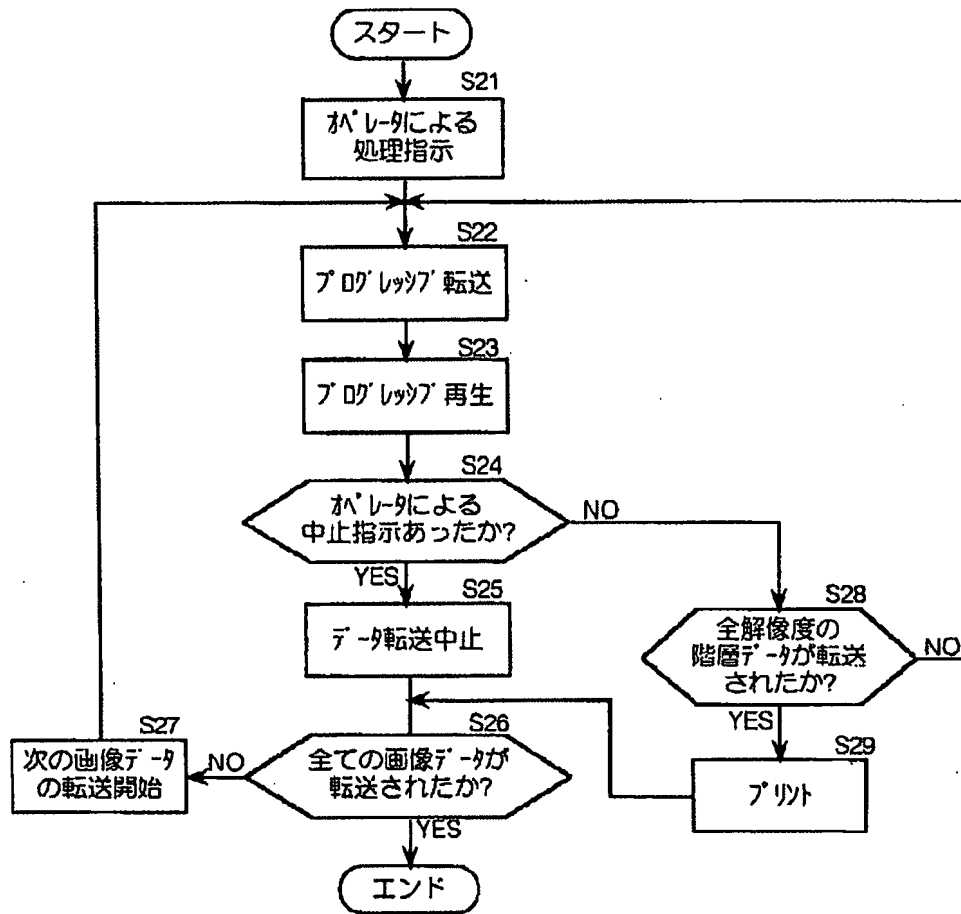 スタート
S21
ｵﾍﾟﾚｰﾀによる
処理指示
S22
ﾌﾟﾛｸﾞﾚｯｼﾌﾞ転送
S23
ﾌﾟﾛｸﾞﾚｯｼﾌﾞ再生
S24
ｵﾍﾟﾚｰﾀによる
中止指示あったか?
NO
YES
S25
ﾃﾞｰﾀ転送中止
S28
全解像度の
階層ﾃﾞｰﾀが転送
されたか?
NO
YES
S26
全ての画像ﾃﾞｰﾀが
転送されたか?
NO
YES
S27
次の画像ﾃﾞｰﾀ
の転送開始
S29
ﾌﾟﾘﾝﾄ
エンド